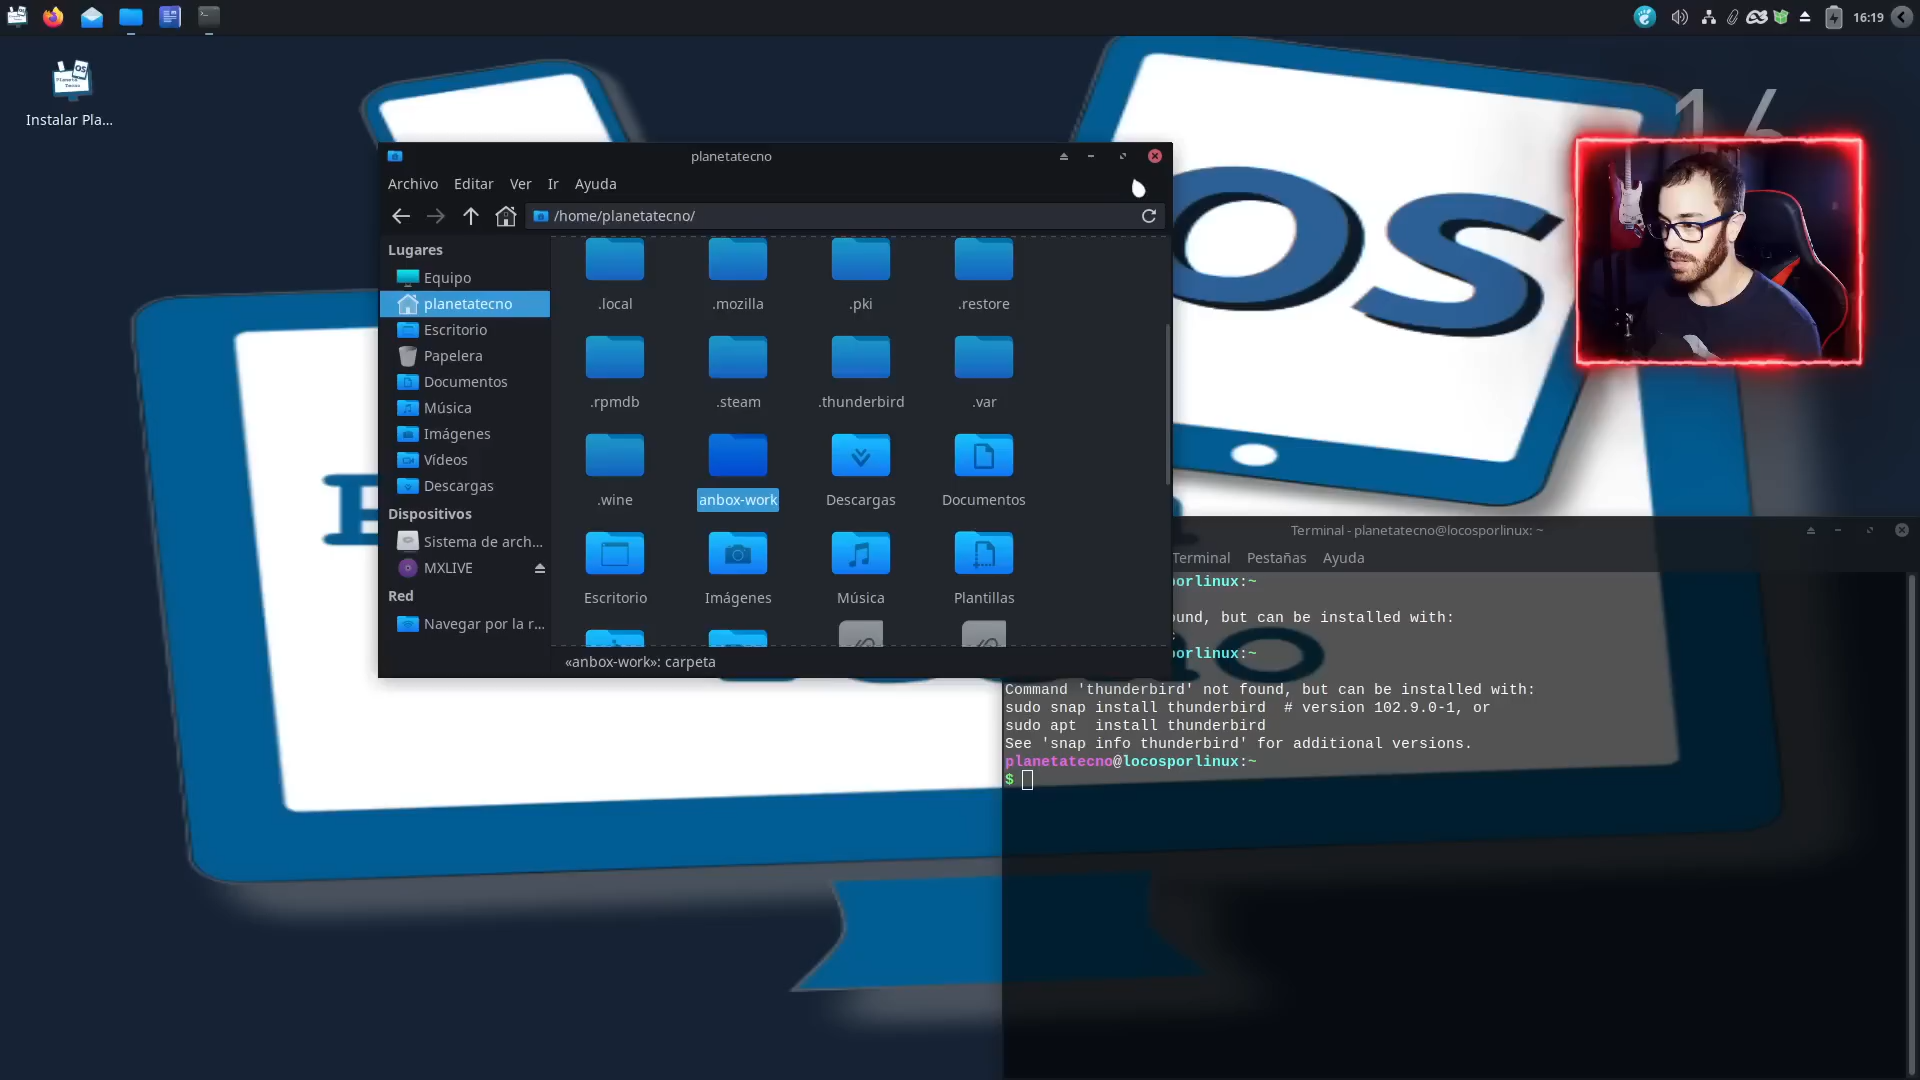 16:19
OS
Planeta
Tecno
Instalar Pla...
16
OS
planetatecno
Archivo Editar Ver Ir Ayuda
/home/planetatecno/
Lugares
Equipo
planetatecno
Escritorio
Papelera
Documentos
Música
Imágenes
Vídeos
Descargas
Dispositivos
Sistema de arch...
MXLIVE
Red
Navegar por la r...
.local .mozilla .pki .restore
.rpmdb .steam .thunderbird .var
.wine anbox-work Descargas Documentos
Escritorio Imágenes Música Plantillas
«anbox-work»: carpeta
Terminal - planetatecno@locosporlinux: ~
Terminal Pestañas Ayuda
orlinux:~
und, but can be installed with:
orlinux:~
Command 'thunderbird' not found, but can be installed with:
sudo snap install thunderbird  # version 102.9.0-1, or
sudo apt  install thunderbird
See 'snap info thunderbird' for additional versions.
planetatecno@locosporlinux:~
$